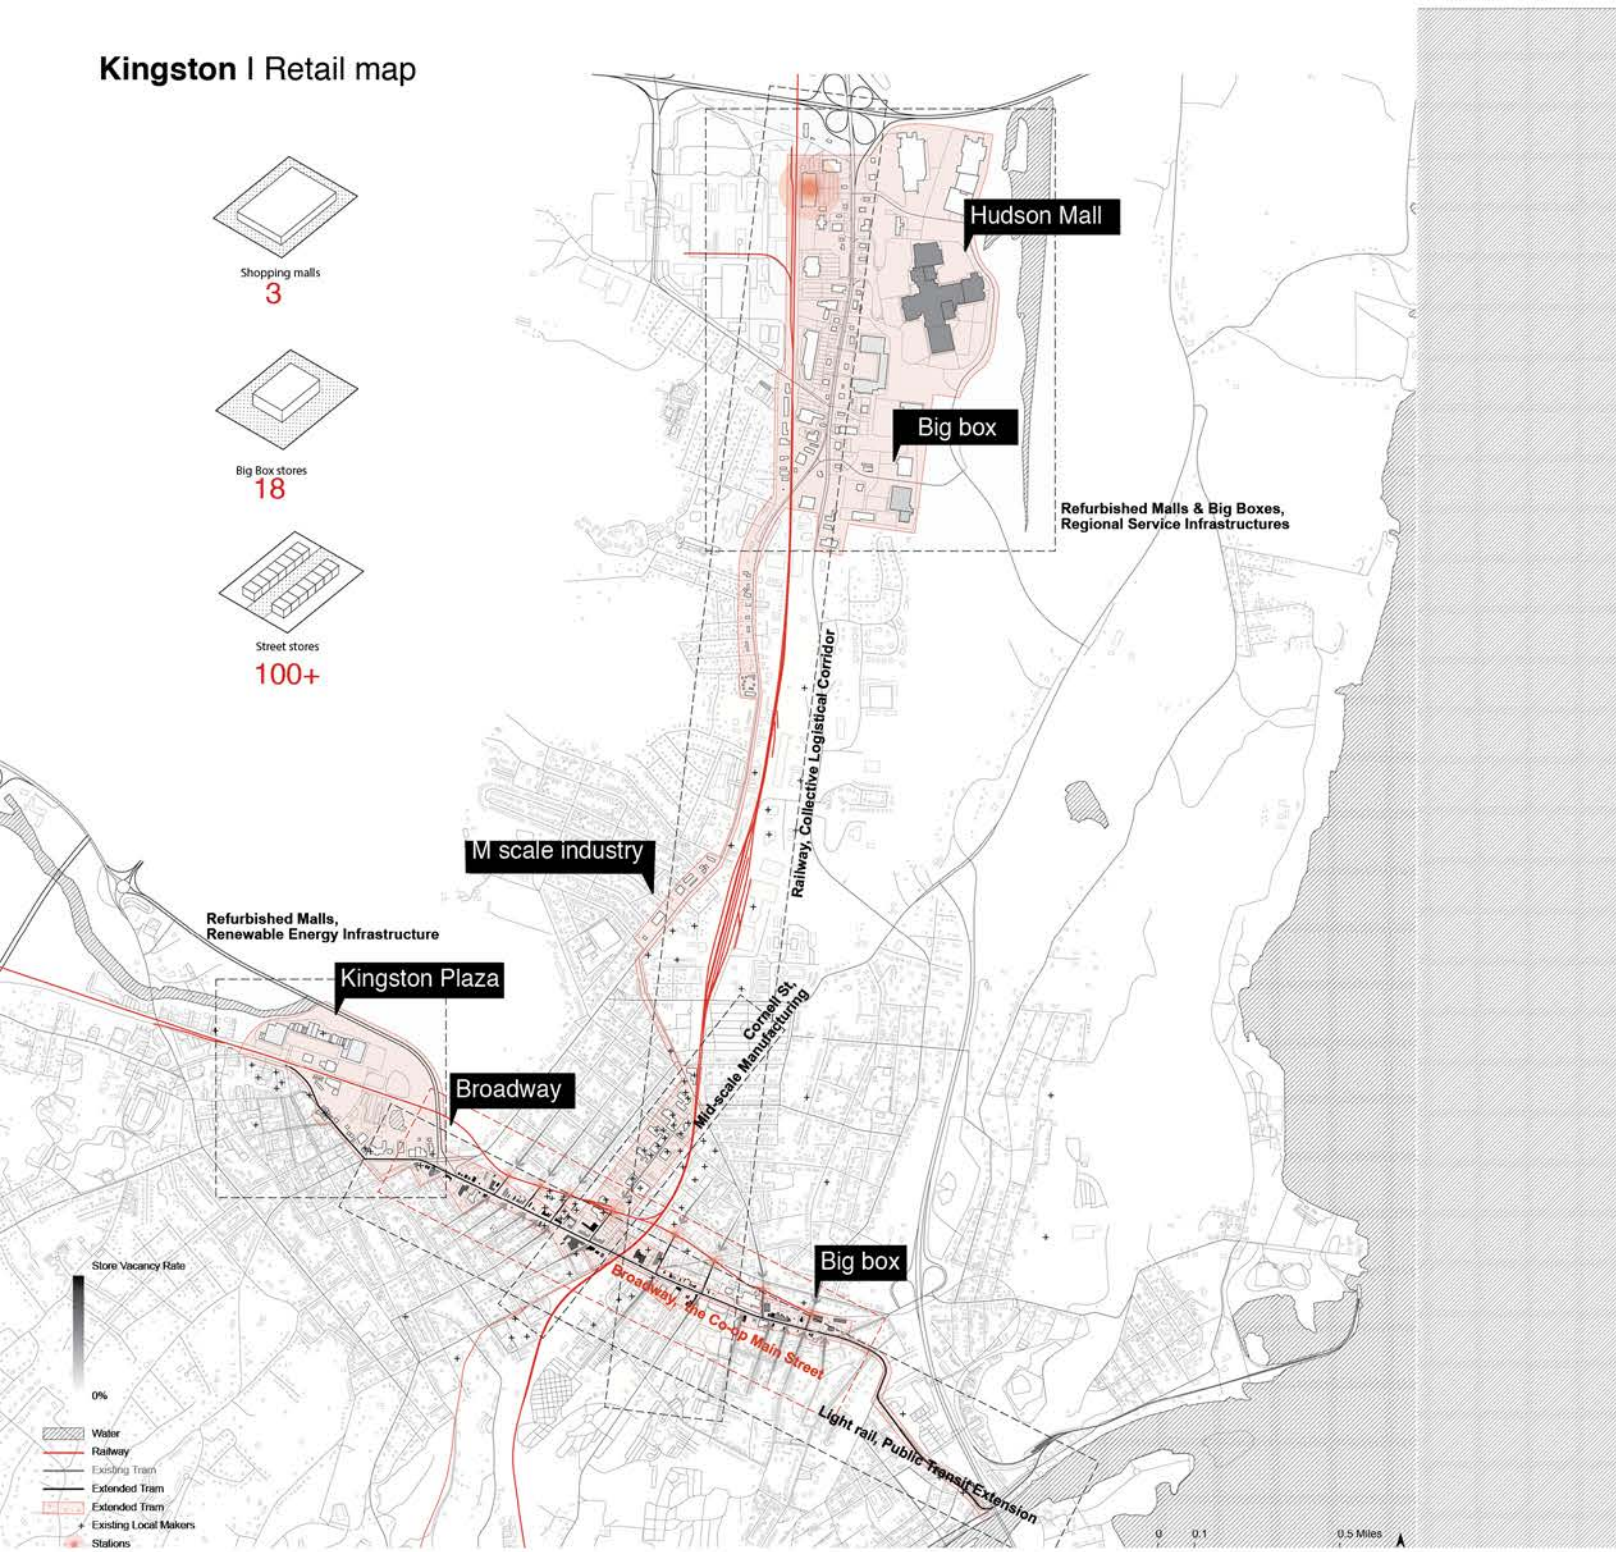 Kingston | Retail map
Shopping malls
3
Big Box stores
18
Street stores
100+
Hudson Mall
Big box
Refurbished Malls & Big Boxes,
Regional Service Infrastructures
Railway, Collective Logistical Corridor
M scale industry
Refurbished Malls,
Renewable Energy Infrastructure
Kingston Plaza
Cornell St,
Mid-scale Manufacturing
Broadway
Big box
Broadway, the Co-op Main Street
Light rail, Public Transit Extension
Store Vacancy Rate
0%
Water
Railway
Existing Tram
Extended Tram
Extended Tram
Existing Local Makers
Stations
0 0.1 0.5 Miles